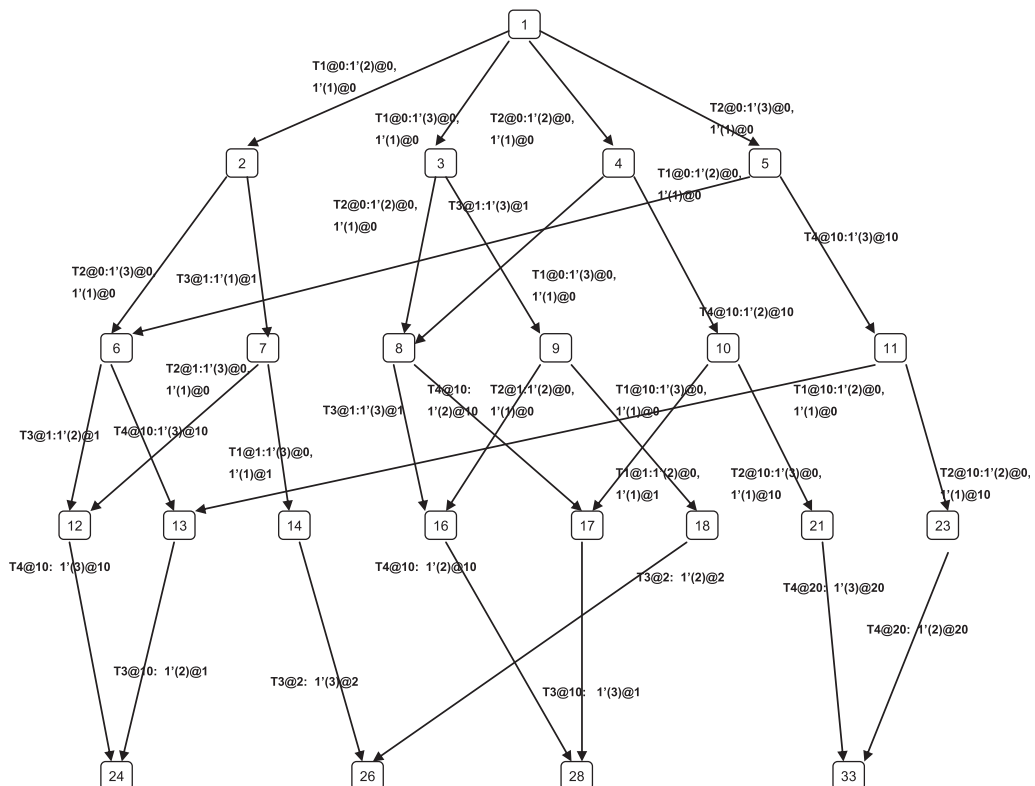 1
T1@0:1'(2)@0,
1'(1)@0
T1@0:1'(3)@0,
1'(1)@0
T2@0:1'(2)@0,
1'(1)@0
T2@0:1'(3)@0,
1'(1)@0
2
3
4
5
T2@0:1'(2)@0,
1'(1)@0
T3@1:1'(3)@1
T1@0:1'(2)@0,
1'(1)@0
T4@10:1'(3)@10
T2@0:1'(3)@0,
1'(1)@0
T3@1:1'(1)@1
T1@0:1'(3)@0,
1'(1)@0
T4@10:1'(2)@10
6
7
8
9
10
11
T3@1:1'(2)@1
T4@10:1'(3)@10
T2@1:1'(3)@0,
1'(1)@0
T1@1:1'(3)@0,
1'(1)@1
T3@1:1'(3)@1
T4@10:
1'(2)@10
T2@1:1'(2)@0,
1'(1)@0
T1@10:1'(3)@0,
1'(1)@0
T1@1:1'(2)@0,
1'(1)@1
T2@10:1'(3)@0,
1'(1)@10
T1@10:1'(2)@0,
1'(1)@0
T2@10:1'(2)@0,
1'(1)@10
12
13
14
16
17
18
21
23
T4@10: 1'(3)@10
T4@10: 1'(2)@10
T3@2: 1'(2)@2
T4@20: 1'(3)@20
T4@20: 1'(2)@20
T3@10: 1'(2)@1
T3@2: 1'(3)@2
T3@10: 1'(3)@1
24
26
28
33